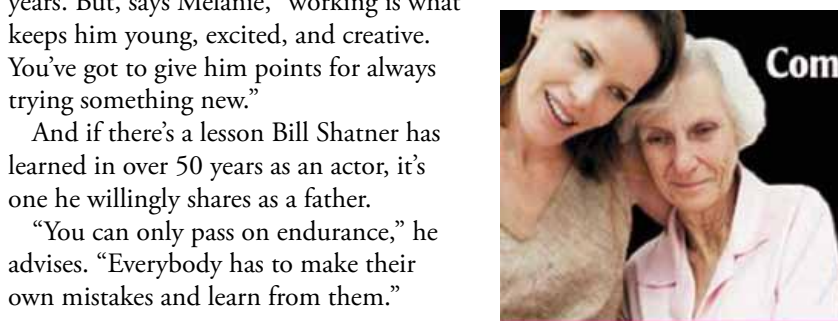 years. But, says Melanie, “working is what
keeps him young, excited, and creative.
You’ve got to give him points for always
trying something new.”
And if there’s a lesson Bill Shatner has
learned in over 50 years as an actor, it’s
one he willingly shares as a father.
“You can only pass on endurance,” he
advises. “Everybody has to make their
own mistakes and learn from them.”
Com